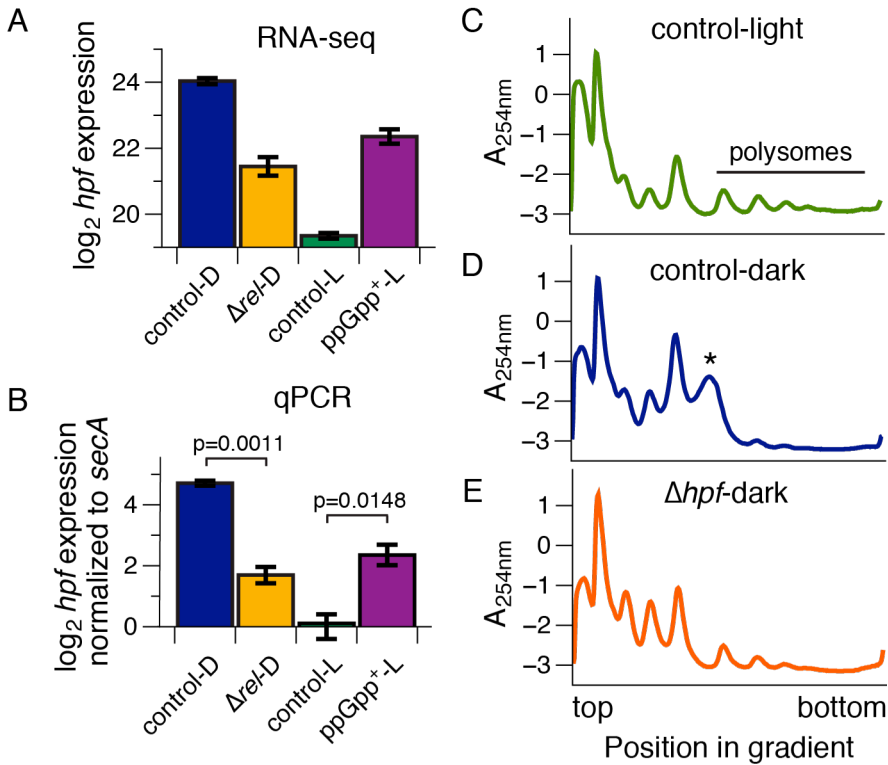 A
RNA-seq
log2 hpf expression
24
22
20
control-D
Δrel-D
control-L
ppGpp+-L
B
qPCR
log2 hpf expression
normalized to secA
p=0.0011
p=0.0148
4
2
0
control-D
Δrel-D
control-L
ppGpp+-L
C
control-light
A254nm
1
0
−1
−2
−3
polysomes
D
control-dark
A254nm
1
0
−1
−2
−3
*
E
Δhpf-dark
A254nm
1
0
−1
−2
−3
top
bottom
Position in gradient